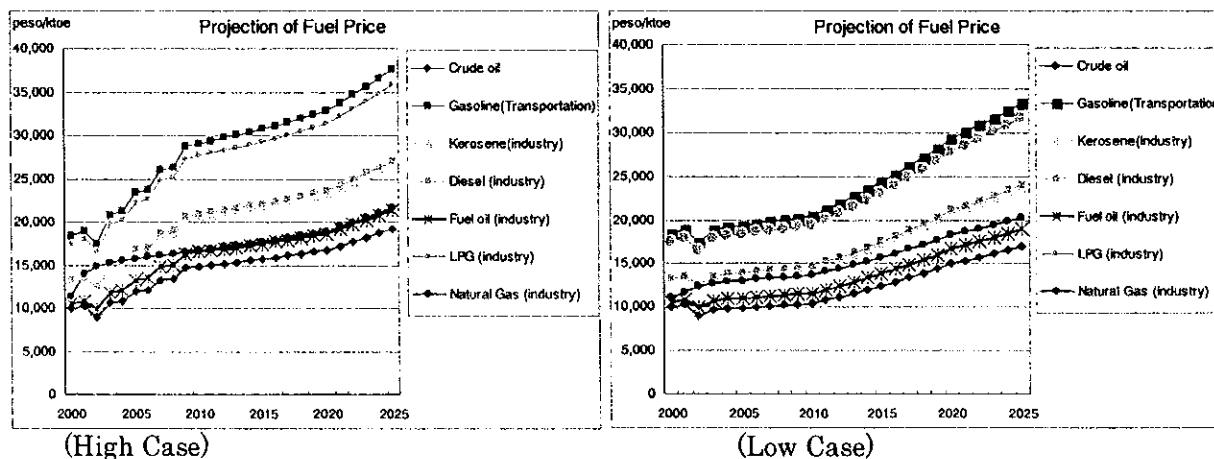 peso/ktoe
Projection of Fuel Price
40,000
35,000
30,000
25,000
20,000
15,000
10,000
5,000
0
2000 2005 2010 2015 2020 2025
Crude oil
Gasoline(Transportation)
Kerosene(industry)
Diesel (industry)
Fuel oil (industry)
LPG (industry)
Natural Gas (industry)
(High Case)
peso/ktoe
Projection of Fuel Price
40,000
35,000
30,000
25,000
20,000
15,000
10,000
5,000
0
2000 2005 2010 2015 2020 2025
Crude oil
Gasoline(Transportation
Kerosene(industry)
Diesel (industry)
Fuel oil (industry)
LPG (industry)
Natural Gas (industry)
(Low Case)